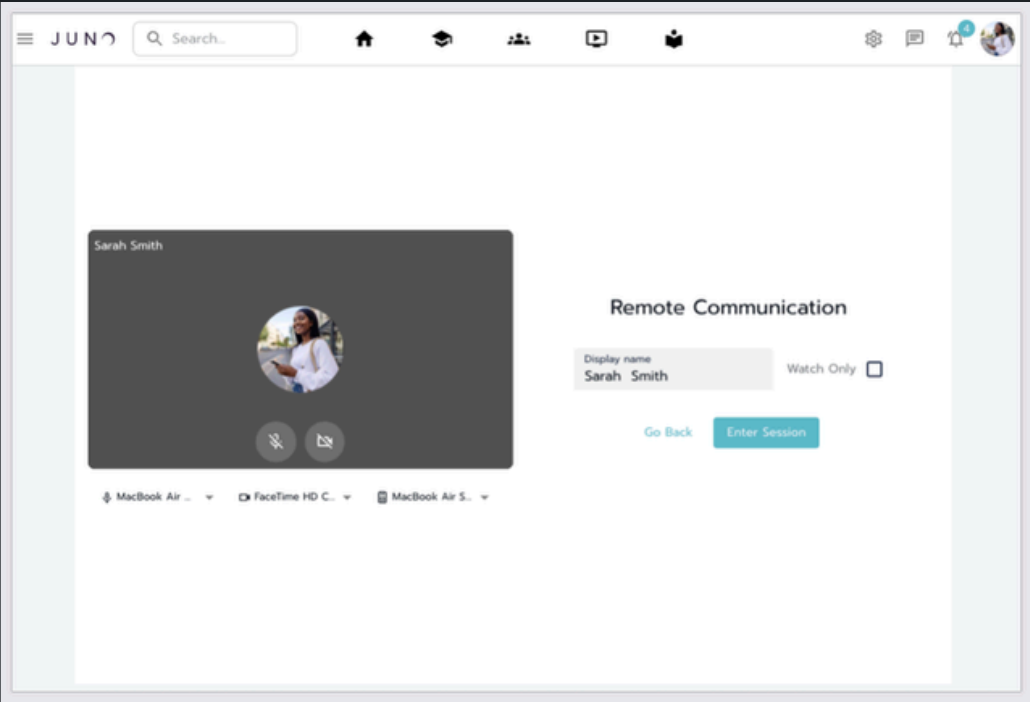 JUNO
Search..
4
Sarah Smith
Remote Communication
Display name
Sarah Smith
Watch Only
Go Back
Enter Session
MacBook Air ...
FaceTime HD C..
MacBook Air S..